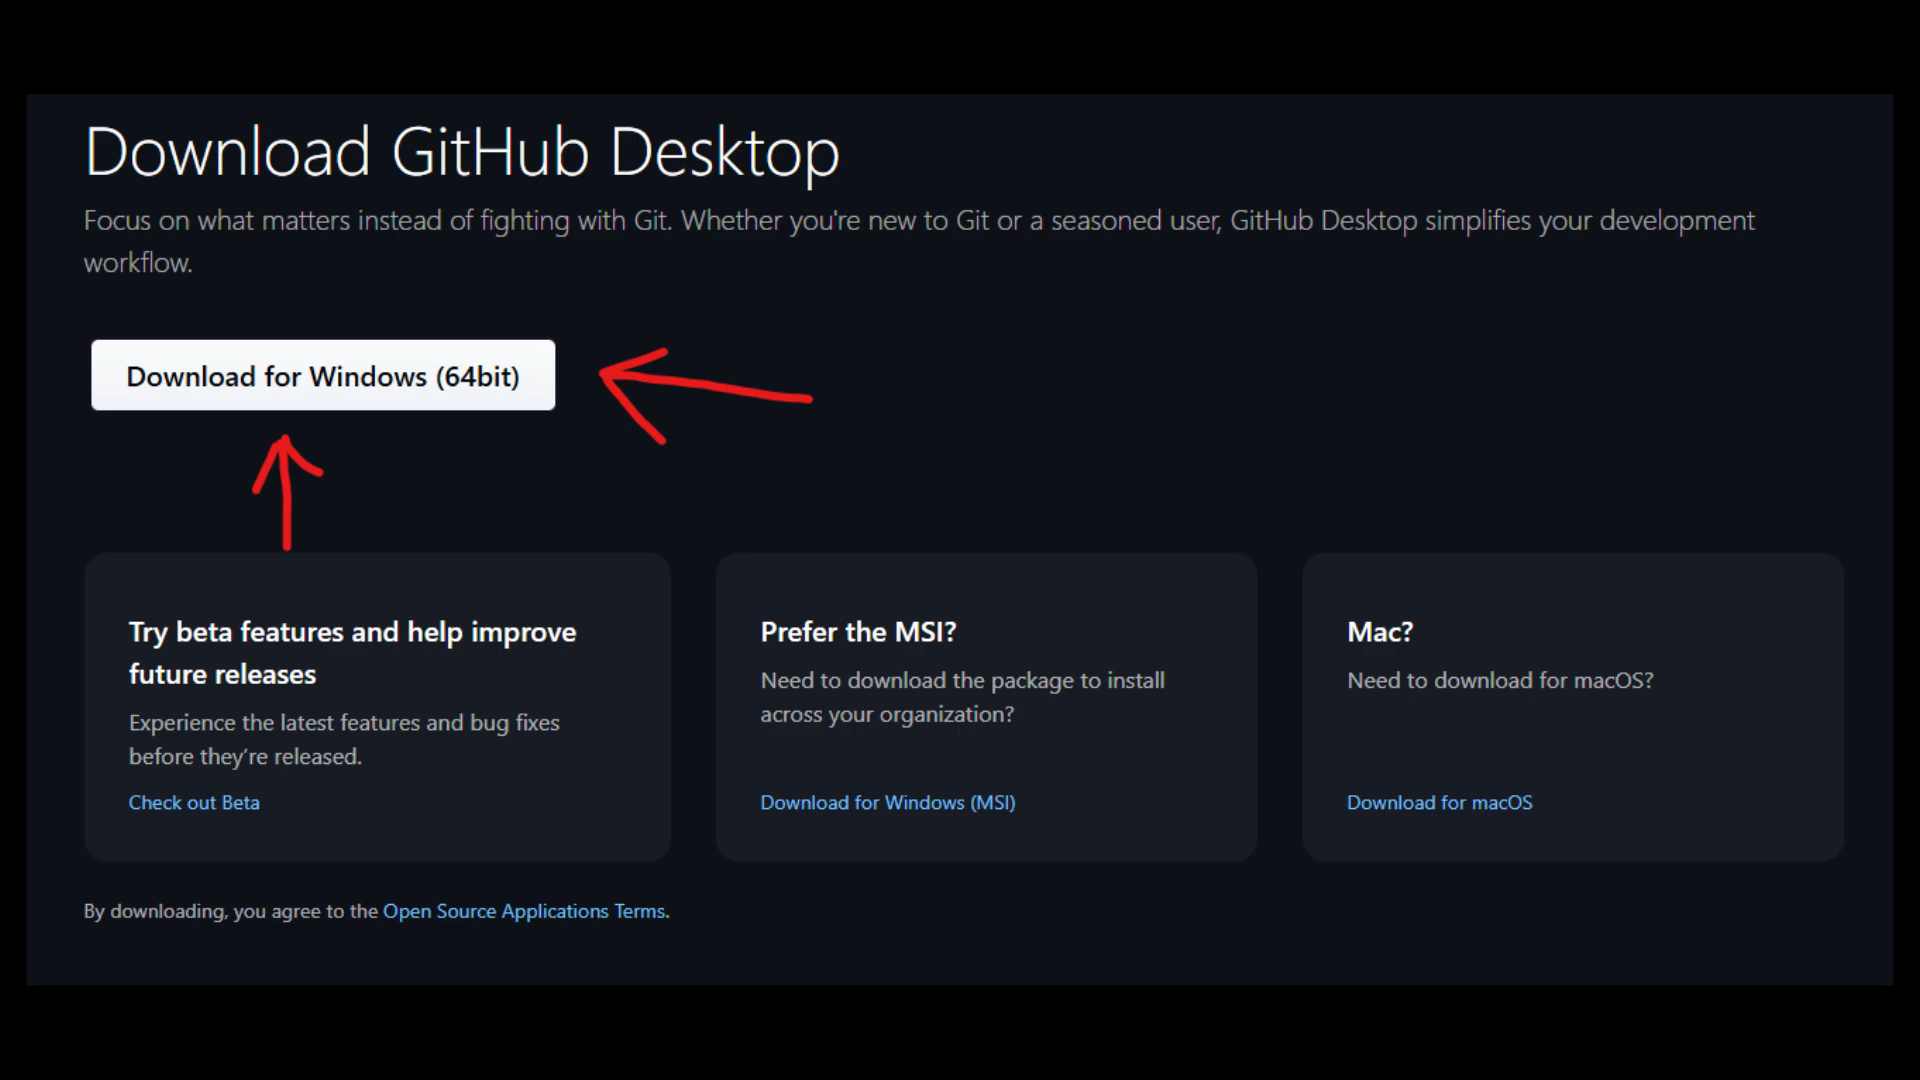 Download GitHub Desktop
Focus on what matters instead of fighting with Git. Whether you're new to Git or a seasoned user, GitHub Desktop simplifies your development
workflow.
Download for Windows (64bit)
Try beta features and help improve
future releases
Experience the latest features and bug fixes
before they’re released.
Check out Beta
Prefer the MSI?
Need to download the package to install
across your organization?
Download for Windows (MSI)
Mac?
Need to download for macOS?
Download for macOS
By downloading, you agree to the Open Source Applications Terms.